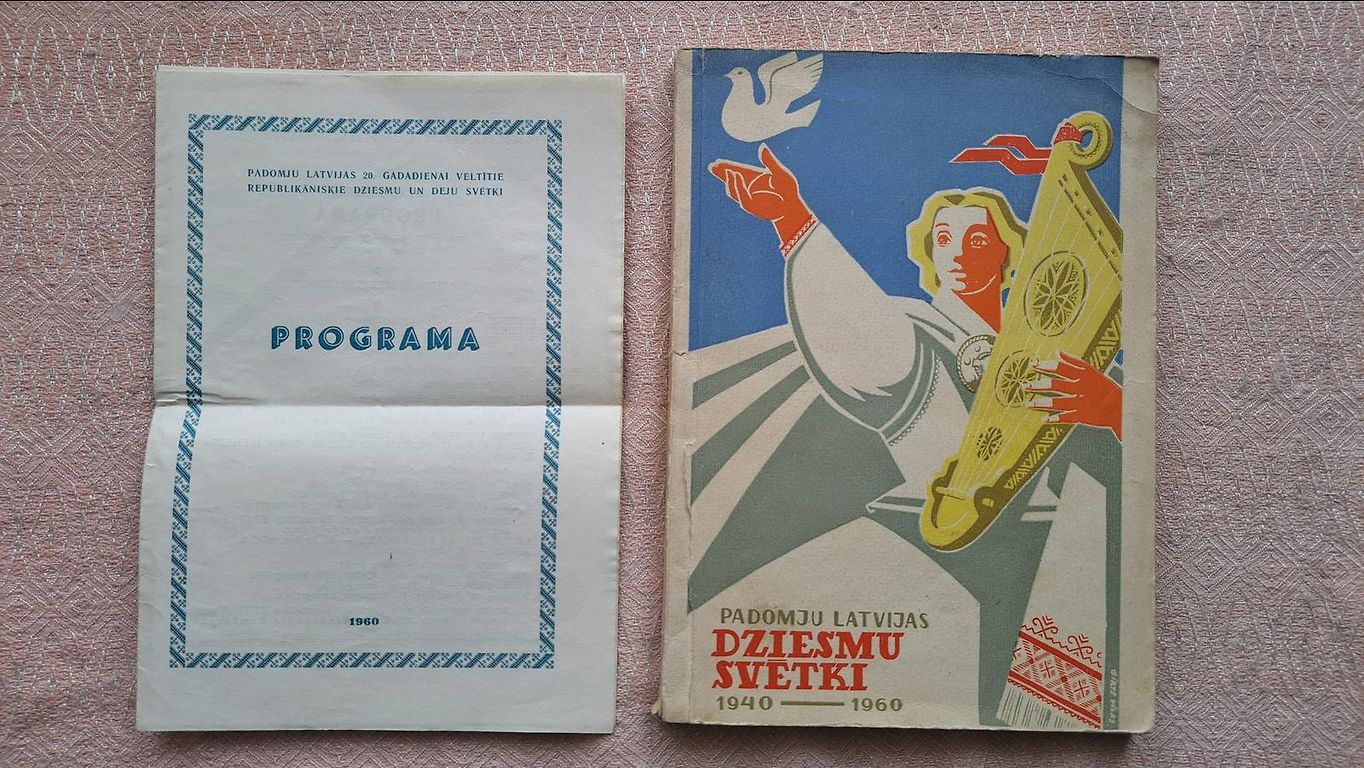 PADOMJU LATVIJAS 20. GADADIENAI VELTĪTIE
REPUBLIKĀNISKIE DZIESMU UN DEJU SVĒTKI
PROGRAMA
1960
PADOMJU LATVIJAS
DZIESMU
SVĒTKI
1940 — 1960